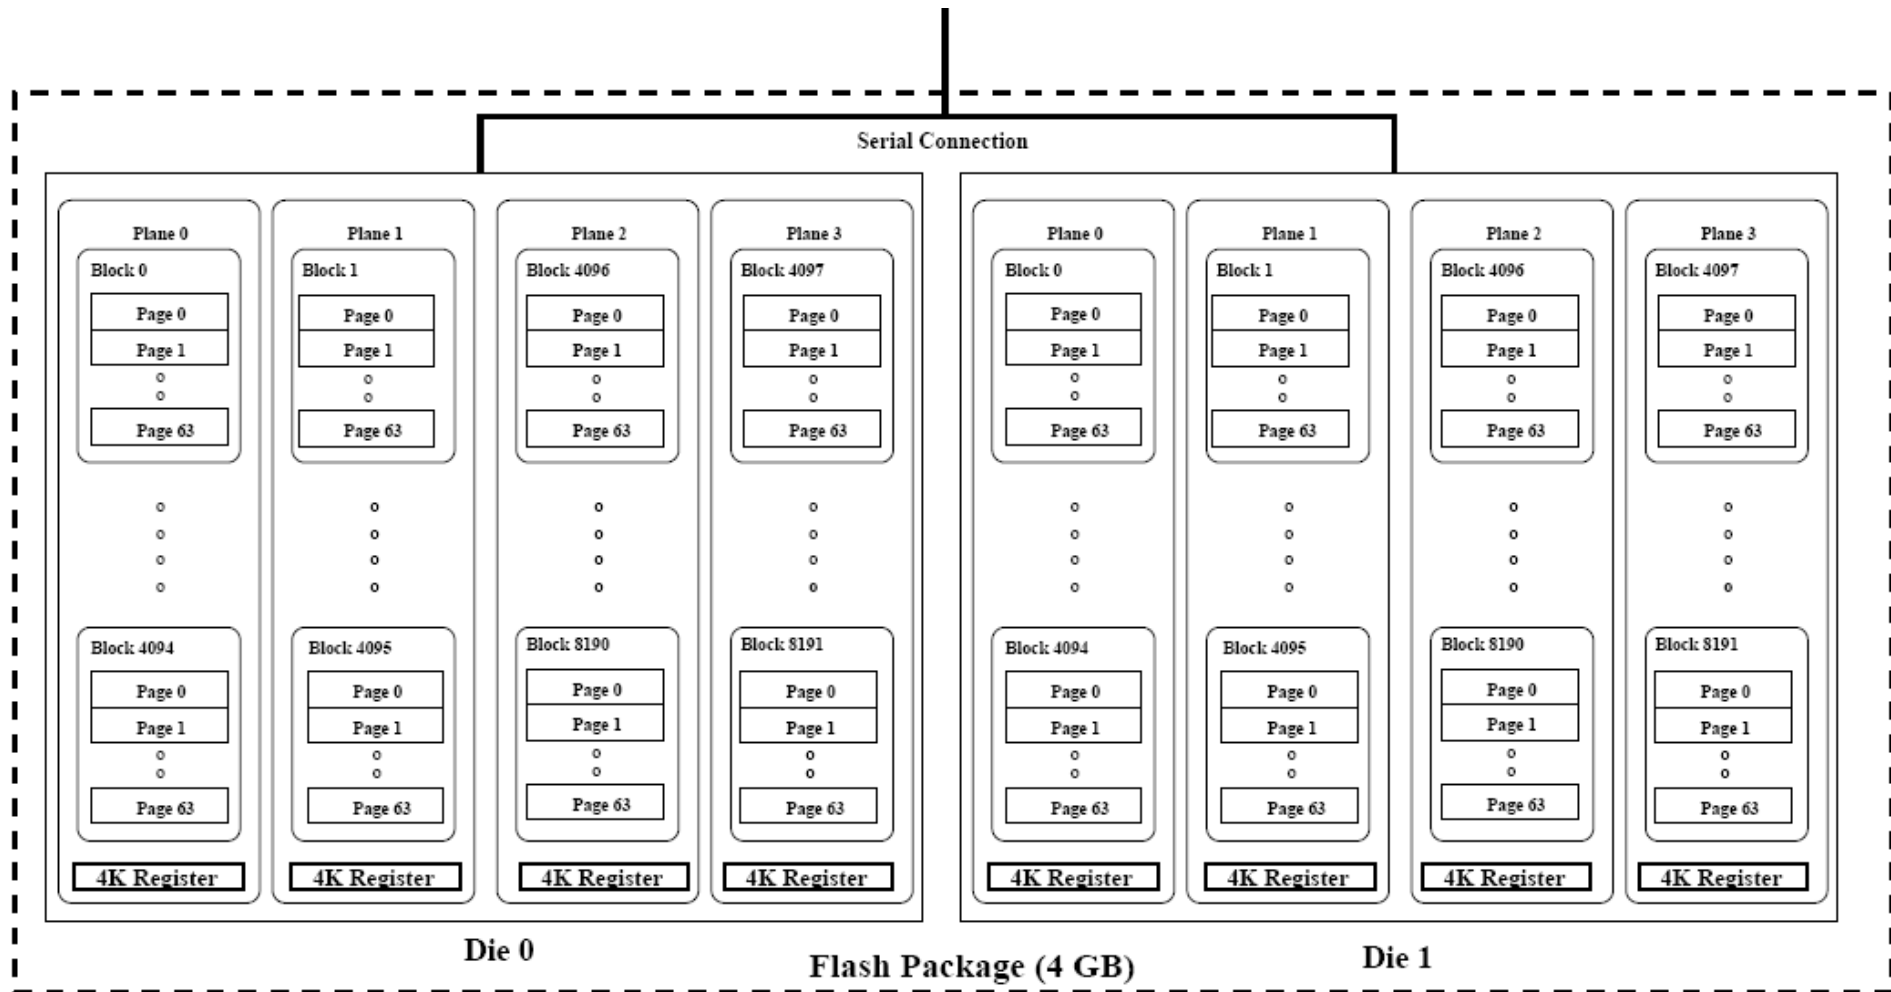 Serial Connection
Plane 0 Plane 1 Plane 2 Plane 3 Plane 0 Plane 1 Plane 2 Plane 3
Block 0 Block 1 Block 4096 Block 4097 Block 0 Block 1 Block 4096 Block 4097
Page 0 Page 0 Page 0 Page 0 Page 0 Page 0 Page 0 Page 0
Page 1 Page 1 Page 1 Page 1 Page 1 Page 1 Page 1 Page 1
Page 63 Page 63 Page 63 Page 63 Page 63 Page 63 Page 63 Page 63
Block 4094 Block 4095 Block 8190 Block 8191 Block 4094 Block 4095 Block 8190 Block 8191
Page 0 Page 0 Page 0 Page 0 Page 0 Page 0 Page 0 Page 0
Page 1 Page 1 Page 1 Page 1 Page 1 Page 1 Page 1 Page 1
Page 63 Page 63 Page 63 Page 63 Page 63 Page 63 Page 63 Page 63
4K Register 4K Register 4K Register 4K Register 4K Register 4K Register 4K Register 4K Register
Die 0 Die 1
Flash Package (4 GB)